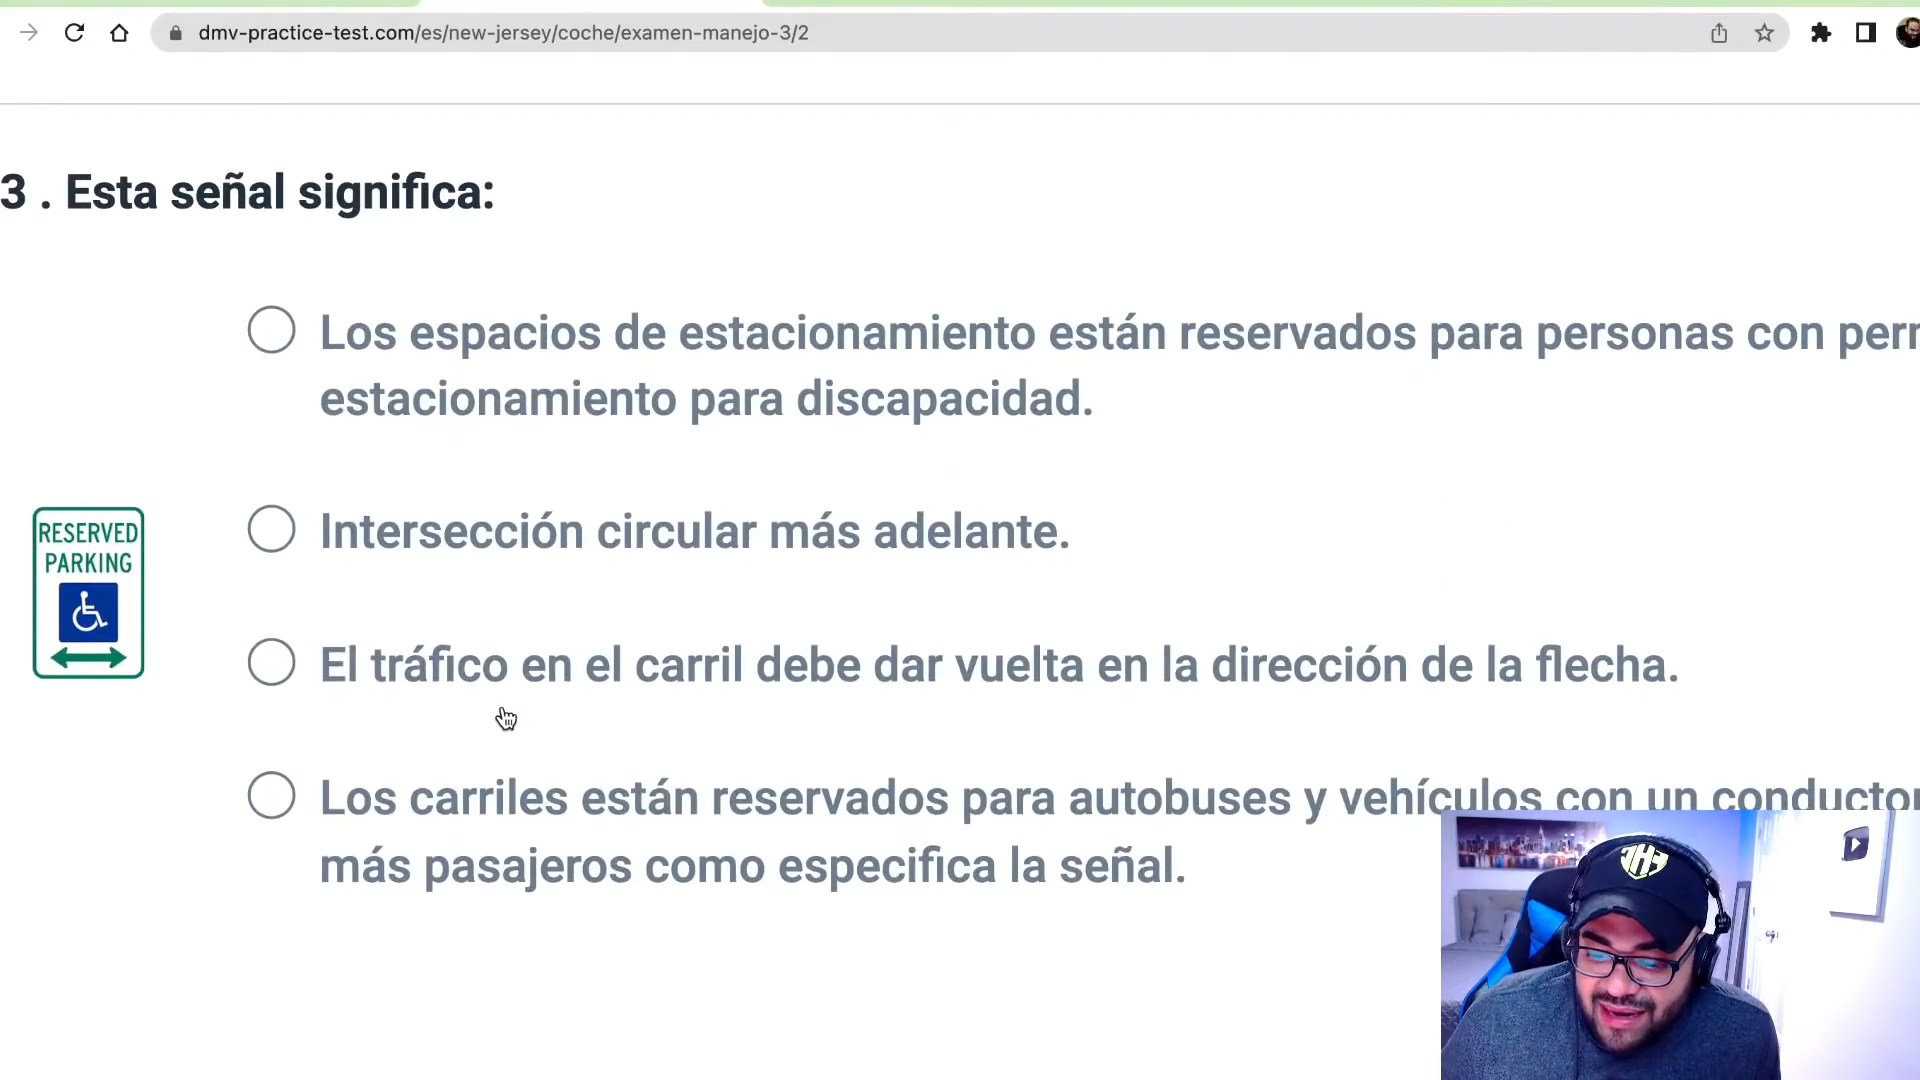 dmv-practice-test.com/es/new-jersey/coche/examen-manejo-3/2
3 . Esta señal significa:
Los espacios de estacionamiento están reservados para personas con
estacionamiento para discapacidad.
RESERVED
PARKING
Intersección circular más adelante.
El tráfico en el carril debe dar vuelta en la dirección de la flecha.
Los carriles están reservados para autobuses y vehículos con un conductor
más pasajeros como especifica la señal.